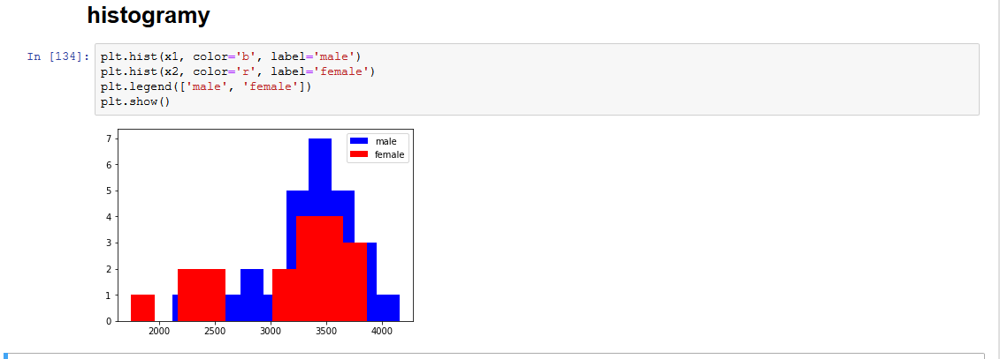 histogramy
In [134]: plt.hist(x1, color='b', label='male')
plt.hist(x2, color='r', label='female')
plt.legend(['male', 'female'])
plt.show()
male
female
7
6
5
4
3
2
1
0
2000 2500 3000 3500 4000